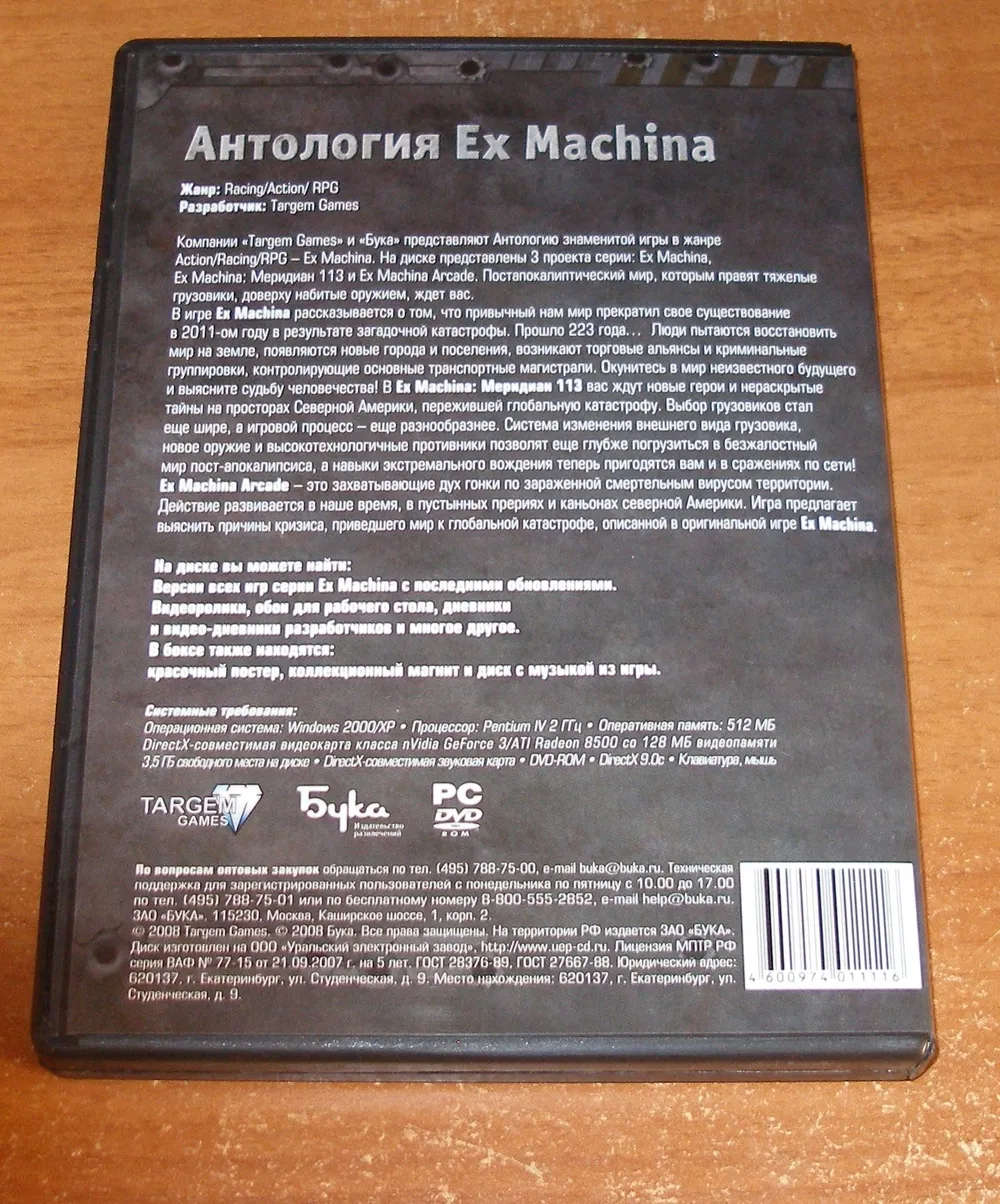 Антология Ex Machina
Жанр: Racing/Action/ RPG
Разработчик: Targem Games
Компании «Targem Games» и «Бука» представляют Антологию знаменитой игры в жанре
Action/Racing/RPG – Ex Machina. На диске представлены 3 проекта серии: Ex Machina,
Ex Machina: Меридиан 113 и Ex Machina Arcade. Постапокалиптический мир, которым правят тяжелые
грузовики, доверху набитые оружием, ждет вас.
В игре Ex Machina рассказывается о том, что привычный нам мир прекратил свое существование
в 2011-ом году в результате загадочной катастрофы. Прошло 223 года... Люди пытаются восстановить
мир на земле, появляются новые города и поселения, возникают торговые альянсы и криминальные
группировки, контролирующие основные транспортные магистрали. Окунитесь в мир неизвестного будущего
и выясните судьбу человечества! В Ex Machina: Меридиан 113 вас ждут новые герои и нераскрытые
тайны на просторах Северной Америки, пережившей глобальную катастрофу. Выбор грузовиков стал
еще шире, а игровой процесс – еще разнообразнее. Система изменения внешнего вида грузовика,
новое оружие и высокотехнологичные противники позволят еще глубже погрузиться в безжалостный
мир пост-апокалипсиса, а навыки экстремального вождения теперь пригодятся вам и в сражениях по сети!
Ex Machina Arcade – это захватывающие дух гонки по зараженной смертельным вирусом территории.
Действие развивается в наше время, в пустынных прериях и каньонах северной Америки. Игра предлагает
выяснить причины кризиса, приведшего мир к глобальной катастрофе, описанной в оригинальной игре Ex Machina.
На диске вы можете найти:
Версии всех игр серии Ex Machina с последними обновлениями.
Видеоролики, обои для рабочего стола, дневники
и видео-дневники разработчиков и многое другое.
В боксе также находятся:
красочный постер, коллекционный магнит и диск с музыкой из игры.
Системные требования:
Операционная система: Windows 2000/XP • Процессор: Pentium IV 2 ГГц • Оперативная память: 512 МБ
DirectX-совместимая видеокарта класса nVidia GeForce 3/ATI Radeon 8500 со 128 МБ видеопамяти
3,5 ГБ свободного места на диске • DirectX-совместимая звуковая карта • DVD-ROM • DirectX 9.0c • Клавиатура, мышь
TARGEM GAMES
Бука Издательство развлечений
PC DVD ROM
По вопросам оптовых закупок обращаться по тел. (495) 788-75-00, e-mail buka@buka.ru. Техническая
поддержка для зарегистрированных пользователей с понедельника по пятницу с 10.00 до 17.00
по тел. (495) 788-75-01 или по бесплатному номеру 8-800-555-2852, e-mail help@buka.ru.
ЗАО «БУКА». 115230, Москва, Каширское шоссе, 1, корп. 2.
© 2008 Targem Games. © 2008 Бука. Все права защищены. На территории РФ издается ЗАО «БУКА».
Диск изготовлен на ООО «Уральский электронный завод», http://www.uep-cd.ru. Лицензия МПТР РФ
серия ВАФ № 77-15 от 21.09.2007 г. на 5 лет. ГОСТ 28376-89, ГОСТ 27667-88. Юридический адрес:
620137, г. Екатеринбург, ул. Студенческая, д. 9. Место нахождения: 620137, г. Екатеринбург, ул.
Студенческая, д. 9.
4 600974 011116